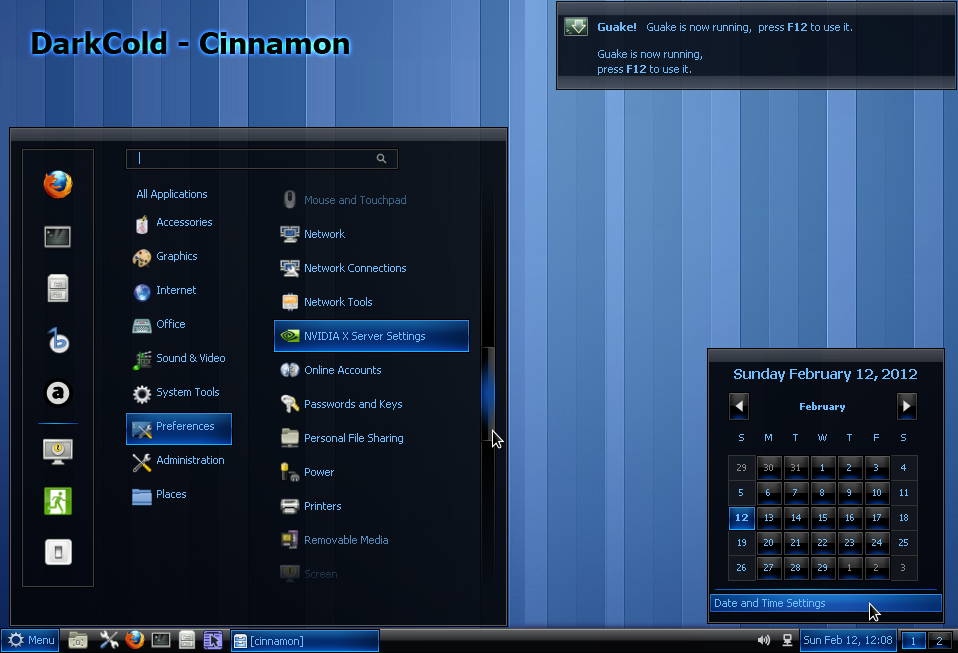 DarkCold - Cinnamon
Guake! Guake is now running, press F12 to use it.
Guake is now running,
press F12 to use it.
All Applications
Accessories
Graphics
Internet
Office
Sound & Video
System Tools
Preferences
Administration
Places
Mouse and Touchpad
Network
Network Connections
Network Tools
NVIDIA X Server Settings
Online Accounts
Passwords and Keys
Personal File Sharing
Power
Printers
Removable Media
Screen
a
Sunday February 12, 2012
February
S M T W T F S
29 30 31 1 2 3 4
5 6 7 8 9 10 11
12 13 14 15 16 17 18
19 20 21 22 23 24 25
26 27 28 29 1 2 3
Date and Time Settings
Menu
[cinnamon]
Sun Feb 12, 12:08
1 2